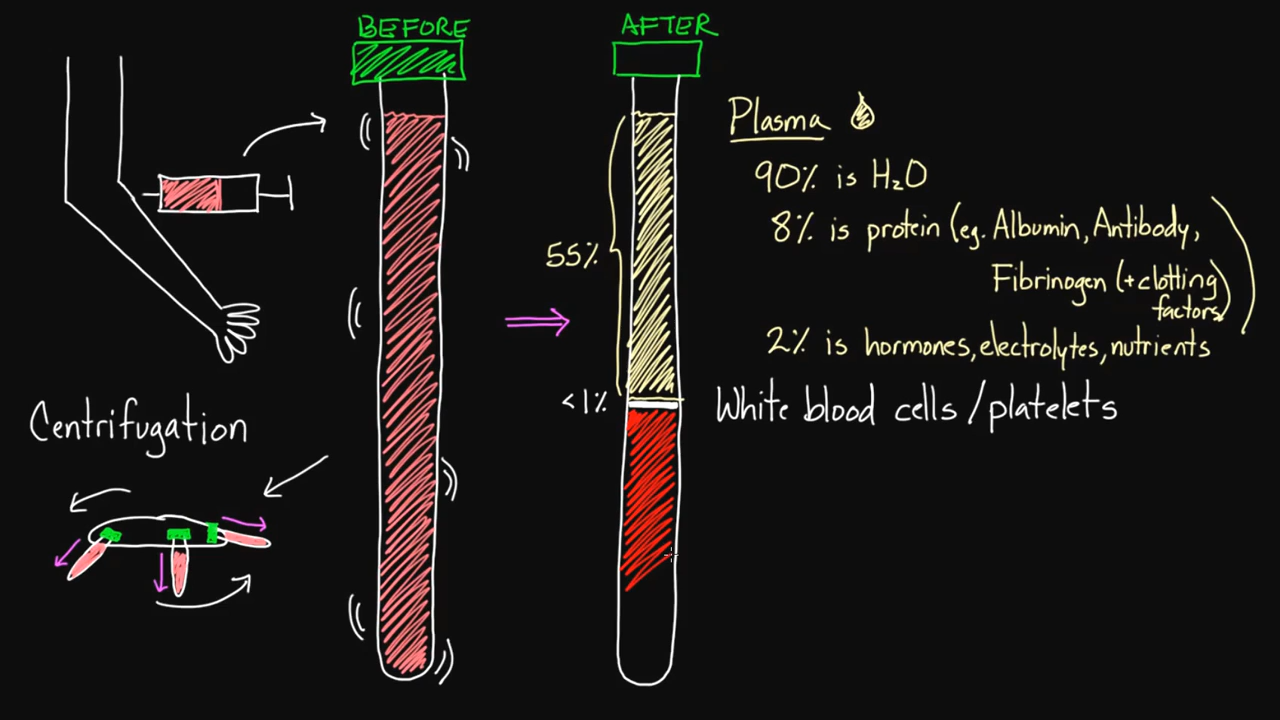 BEFORE
AFTER
Plasma
90% is H₂O
8% is protein (eg. Albumin, Antibody,
Fibrinogen (+clotting
factors)
55%
2% is hormones, electrolytes, nutrients
<1%
White blood cells/platelets
Centrifugation